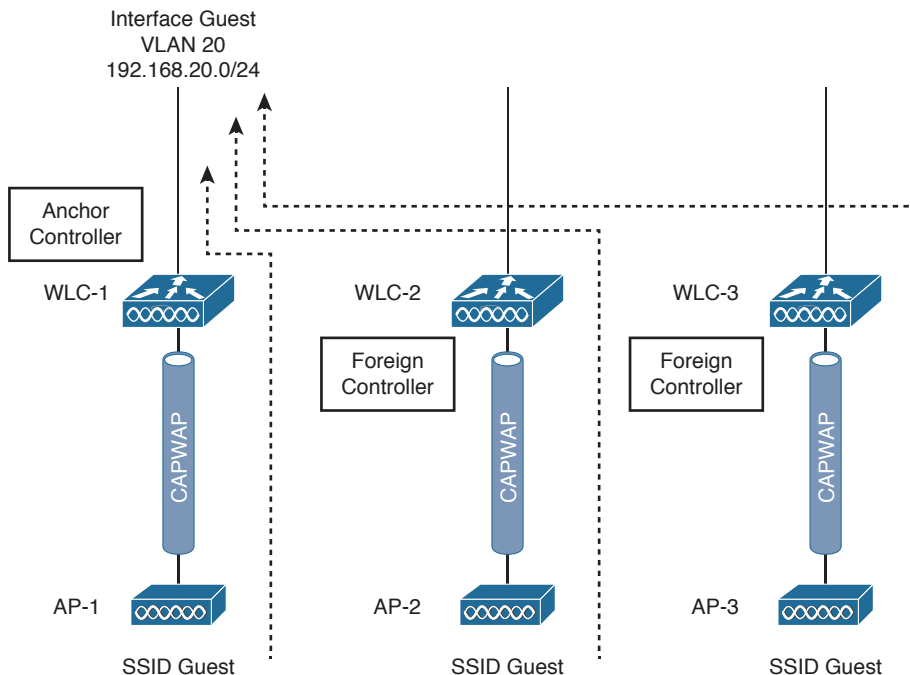 Interface Guest
VLAN 20
192.168.20.0/24
Anchor
Controller
WLC-1
WLC-2
WLC-3
Foreign
Controller
Foreign
Controller
CAPWAP
CAPWAP
CAPWAP
AP-1
AP-2
AP-3
SSID Guest
SSID Guest
SSID Guest